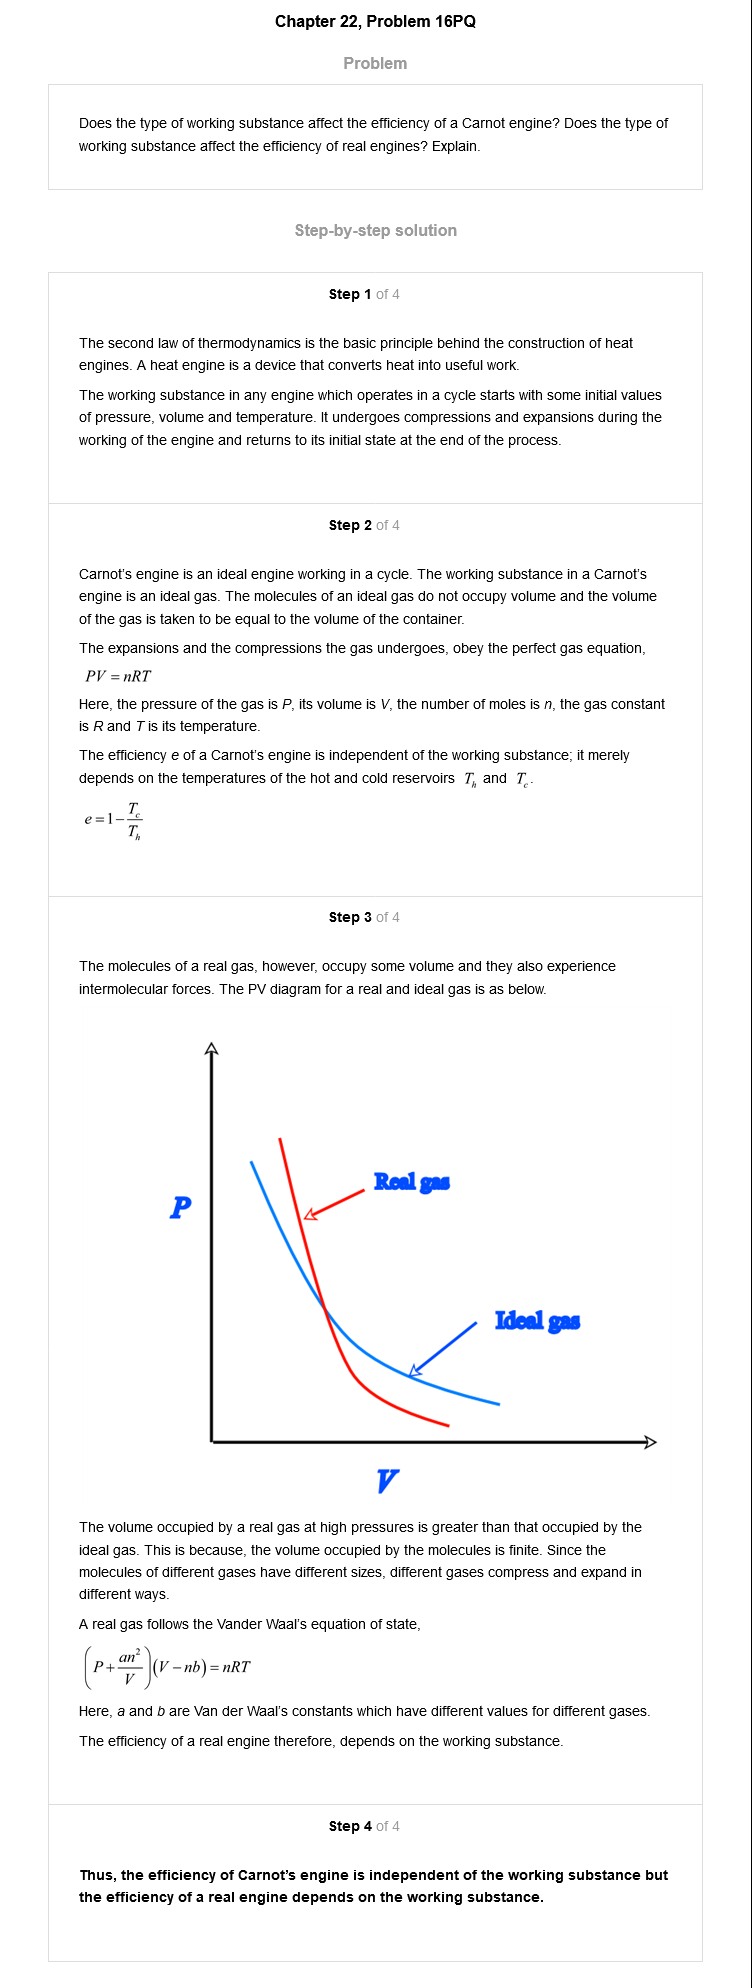 Chapter 22, Problem 16PQ
Problem
Does the type of working substance affect the efficiency of a Carnot engine? Does the type of
working substance affect the efficiency of real engines? Explain.
Step-by-step solution
Step 1 of 4
The second law of thermodynamics is the basic principle behind the construction of heat
engines. A heat engine is a device that converts heat into useful work.
The working substance in any engine which operates in a cycle starts with some initial values
of pressure, volume and temperature. It undergoes compressions and expansions during the
working of the engine and returns to its initial state at the end of the process.
Step 2 of 4
Carnot's engine is an ideal engine working in a cycle. The working substance in a Carnot's
engine is an ideal gas. The molecules of an ideal gas do not occupy volume and the volume
of the gas is taken to be equal to the volume of the container.
The expansions and the compressions the gas undergoes, obey the perfect gas equation,
PV = nRT
Here, the pressure of the gas is P, its volume is V, the number of moles is n, the gas constant
is R and T is its temperature.
The efficiency e of a Carnot's engine is independent of the working substance; it merely
depends on the temperatures of the hot and cold reservoirs T_h and T_c.
e = 1 − T_c/T_h
Step 3 of 4
The molecules of a real gas, however, occupy some volume and they also experience
intermolecular forces. The PV diagram for a real and ideal gas is as below.
Real gas
P
Ideal gas
V
The volume occupied by a real gas at high pressures is greater than that occupied by the
ideal gas. This is because, the volume occupied by the molecules is finite. Since the
molecules of different gases have different sizes, different gases compress and expand in
different ways.
A real gas follows the Vander Waal's equation of state,
(P + an²/V)(V − nb) = nRT
Here, a and b are Van der Waal's constants which have different values for different gases.
The efficiency of a real engine therefore, depends on the working substance.
Step 4 of 4
Thus, the efficiency of Carnot's engine is independent of the working substance but
the efficiency of a real engine depends on the working substance.